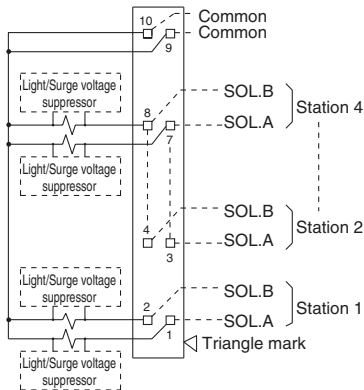 10
Common
Common
9
Light/Surge voltage
suppressor
SOL.B
8
Station 4
SOL.A
7
Light/Surge voltage
suppressor
SOL.B
4
Station 2
SOL.A
3
Light/Surge voltage
suppressor
SOL.B
2
Station 1
SOL.A
1
Triangle mark
Light/Surge voltage
suppressor